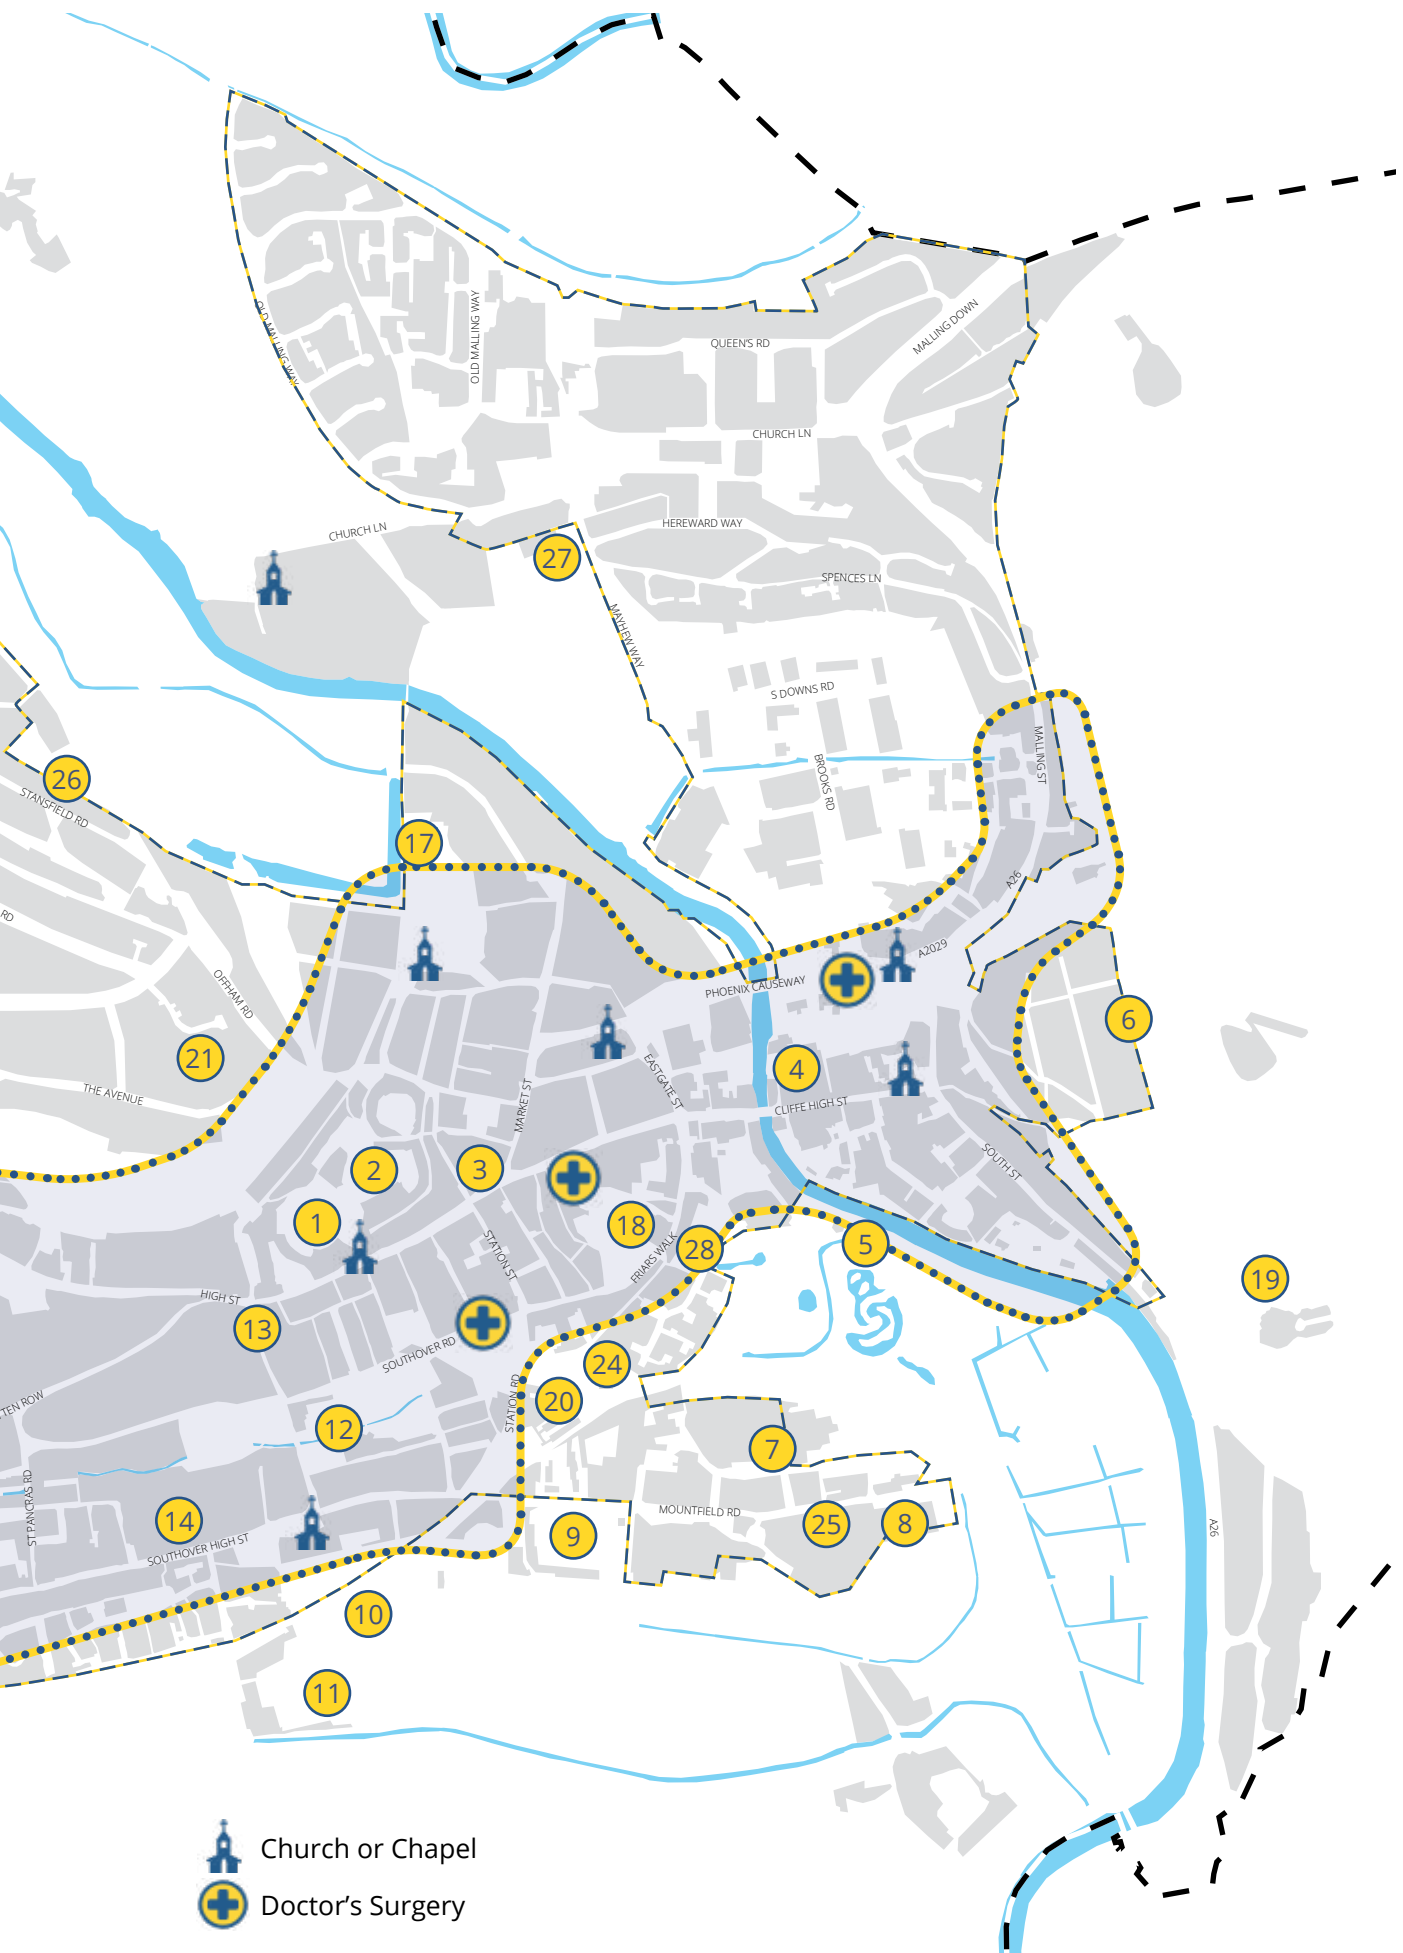 OLD MALLING WAY
OLD MALLING WAY
QUEEN'S RD
MALLING DOWN
CHURCH LN
HEREWARD WAY
CHURCH LN
27
SPENCES LN
MAYHEW WAY
S DOWNS RD
MALLING ST
26
STANSFIELD RD
BROOKS RD
17
A26
RD
A2029
OFFHAM RD
PHOENIX CAUSEWAY
6
21
4
EASTGATE ST
THE AVENUE
MARKET ST
CLIFFE HIGH ST
2
3
SOUTH ST
1
18
28
5
STATION ST
FRIARS WALK
19
HIGH ST
13
SOUTHOVER RD
24
TEN ROW
20
STATION RD
12
7
ST PANCRAS RD
14
MOUNTFIELD RD
25
8
9
A26
SOUTHOVER HIGH ST
10
11
Church or Chapel
Doctor's Surgery